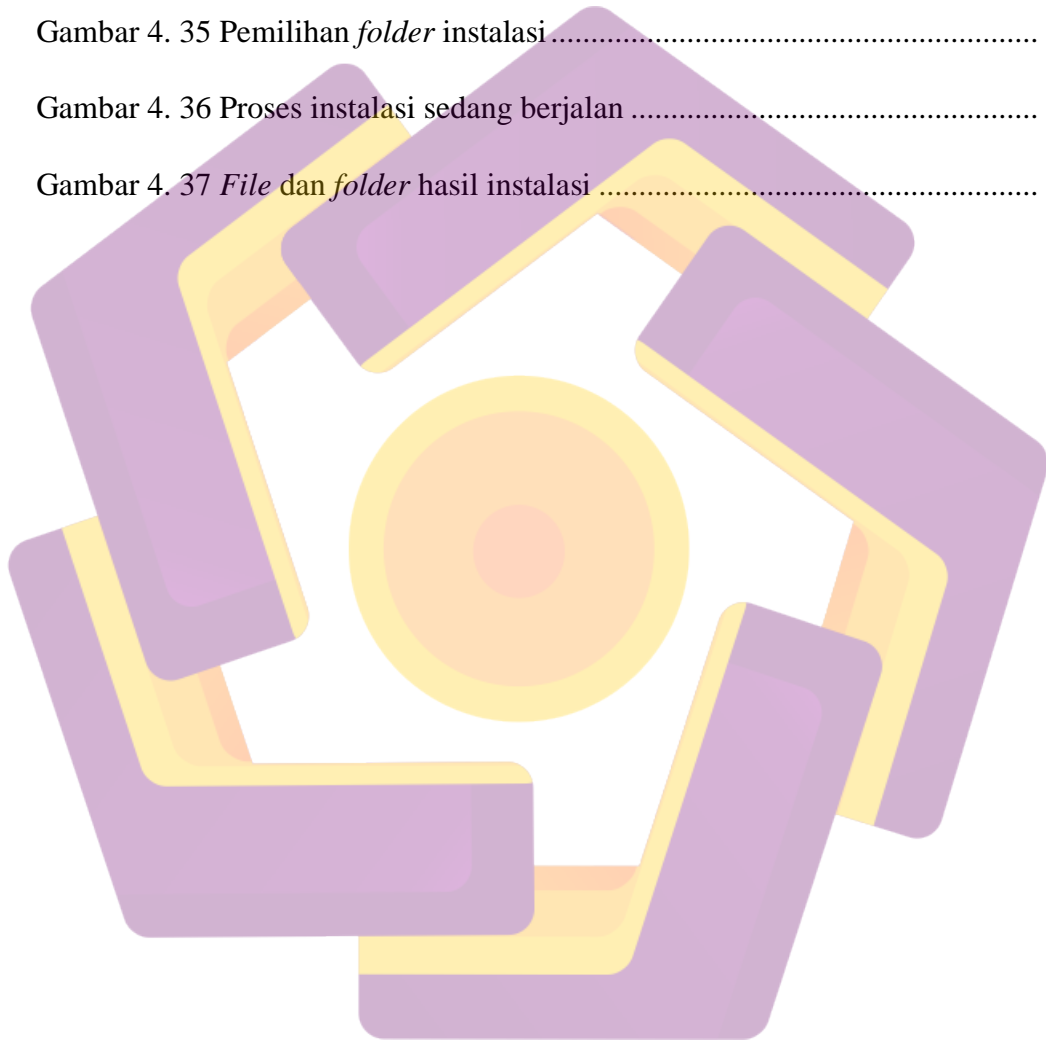 Gambar 4. 35 Pemilihan folder instalasi ............................................................
Gambar 4. 36 Proses instalasi sedang berjalan ..................................................
Gambar 4. 37 File dan folder hasil instalasi ......................................................